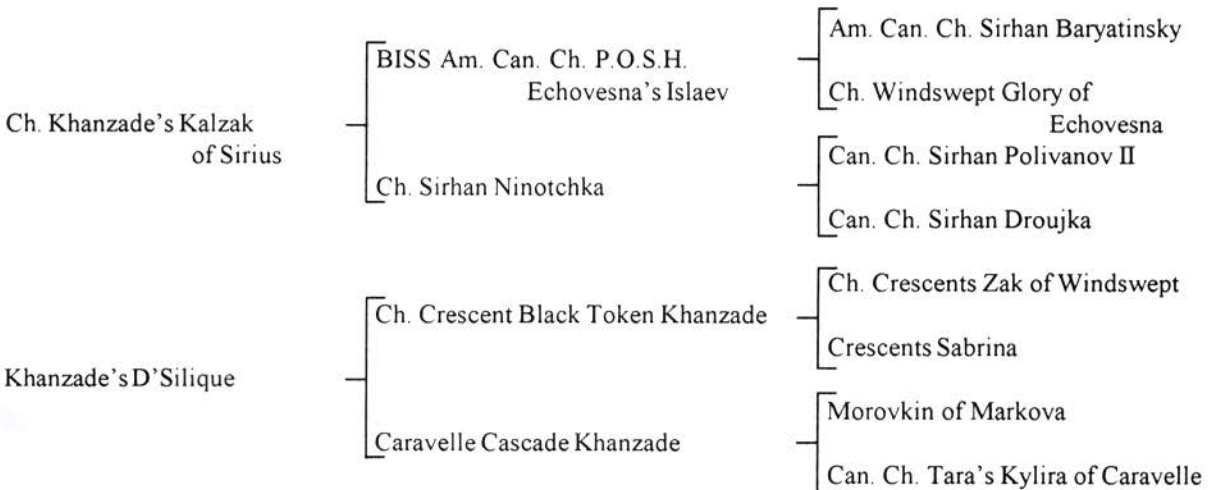 Am. Can. Ch. Sirhan Baryatinsky
BISS Am. Can. Ch. P.O.S.H.
Echovesna's Islaev
Ch. Windswept Glory of
Echovesna
Ch. Khanzade's Kalzak
of Sirius
Can. Ch. Sirhan Polivanov II
Ch. Sirhan Ninotchka
Can. Ch. Sirhan Droujka
Ch. Crescents Zak of Windswept
Ch. Crescent Black Token Khanzade
Crescents Sabrina
Khanzade's D'Silique
Morovkin of Markova
Caravelle Cascade Khanzade
Can. Ch. Tara's Kylira of Caravelle